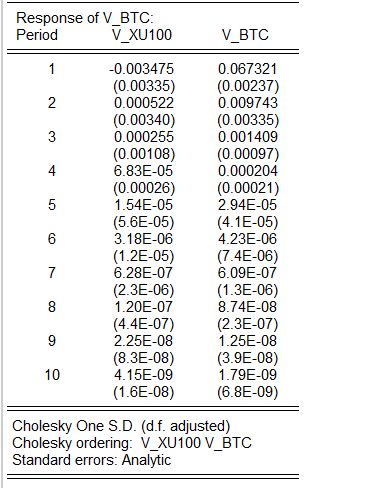 Response of V_BTC:
Period V_XU100 V_BTC
1 -0.003475 0.067321
(0.00335) (0.00237)
2 0.000522 0.009743
(0.00340) (0.00335)
3 0.000255 0.001409
(0.00108) (0.00097)
4 6.83E-05 0.000204
(0.00026) (0.00021)
5 1.54E-05 2.94E-05
(5.6E-05) (4.1E-05)
6 3.18E-06 4.23E-06
(1.2E-05) (7.4E-06)
7 6.28E-07 6.09E-07
(2.3E-06) (1.3E-06)
8 1.20E-07 8.74E-08
(4.4E-07) (2.3E-07)
9 2.25E-08 1.25E-08
(8.3E-08) (3.9E-08)
10 4.15E-09 1.79E-09
(1.6E-08) (6.8E-09)
Cholesky One S.D. (d.f. adjusted)
Cholesky ordering: V_XU100 V_BTC
Standard errors: Analytic